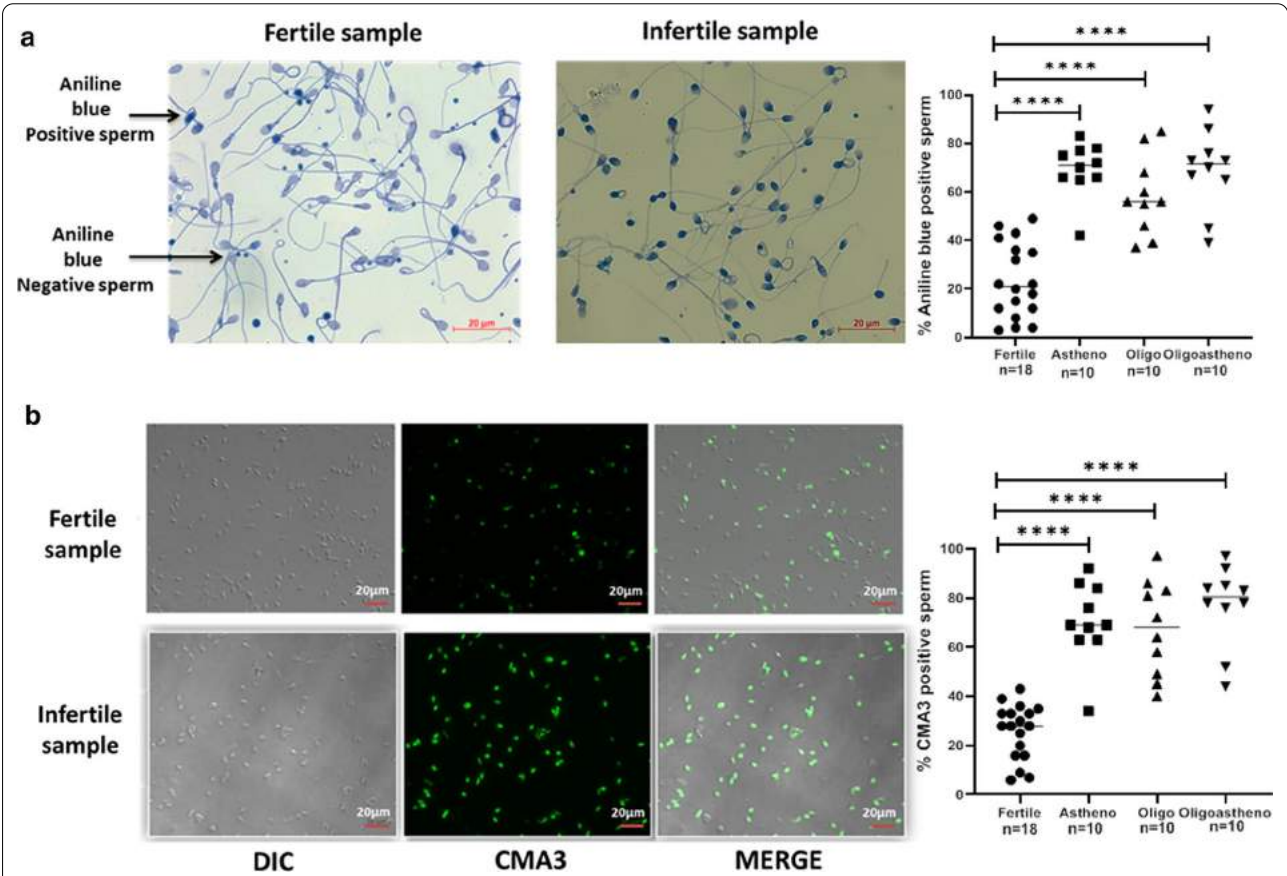 a
Fertile sample
Infertile sample
Aniline
blue
Positive sperm
Aniline
blue
Negative sperm
20 μm
20 μm
****
****
****
% Aniline blue positive sperm
100
80
60
40
20
0
Fertile
n=18
Astheno
n=10
Oligo
n=10
Oligoastheno
n=10
b
Fertile
sample
20μm
20μm
20μm
Infertile
sample
20μm
20μm
20μm
DIC
CMA3
MERGE
****
****
****
% CMA3 positive sperm
100
80
60
40
20
0
Fertile
n=18
Astheno
n=10
Oligo
n=10
Oligoastheno
n=10